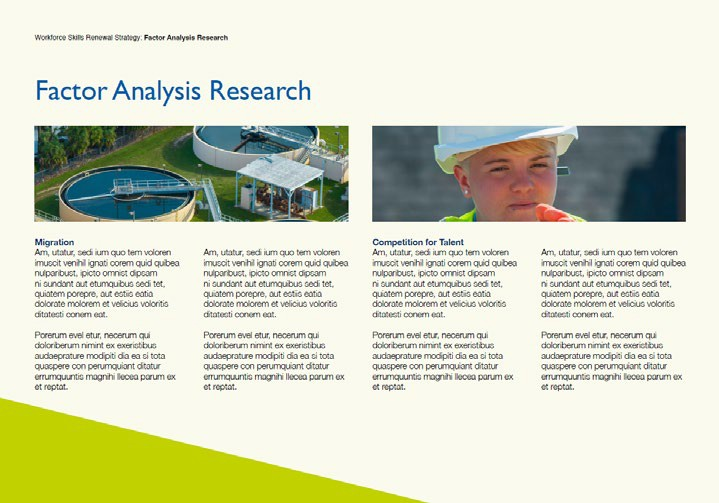 Workforce Skills Renewal Strategy: Factor Analysis Research
Factor Analysis Research
Migration
Am, utatur, sedi ium quo tem voloren
imuscit venihil ignati corem quid quibea
nulparibust, ipicto omnist dipsam
ni sundant aut etumquibus sedi tet,
quiatem porepre, aut estiis eatia
dolorate molorem et velicius voloritis
ditatesti conem eat.
Porerum evel etur, necerum qui
doloriberum nimint ex exeristibus
audaeprature modipiti dia ea si tota
quaspere con perumquiant ditatur
errumquuntis magnihi llecea parum ex
et reptat.
Am, utatur, sedi ium quo tem voloren
imuscit venihil ignati corem quid quibea
nulparibust, ipicto omnist dipsam
ni sundant aut etumquibus sedi tet,
quiatem porepre, aut estiis eatia
dolorate molorem et velicius voloritis
ditatesti conem eat.
Porerum evel etur, necerum qui
doloriberum nimint ex exeristibus
audaeprature modipiti dia ea si tota
quaspere con perumquiant ditatur
errumquuntis magnihi llecea parum ex
et reptat.
Competition for Talent
Am, utatur, sedi ium quo tem voloren
imuscit venihil ignati corem quid quibea
nulparibust, ipicto omnist dipsam
ni sundant aut etumquibus sedi tet,
quiatem porepre, aut estiis eatia
dolorate molorem et velicius voloritis
ditatesti conem eat.
Porerum evel etur, necerum qui
doloriberum nimint ex exeristibus
audaeprature modipiti dia ea si tota
quaspere con perumquiant ditatur
errumquuntis magnihi llecea parum ex
et reptat.
Am, utatur, sedi ium quo tem voloren
imuscit venihil ignati corem quid quibea
nulparibust, ipicto omnist dipsam
ni sundant aut etumquibus sedi tet,
quiatem porepre, aut estiis eatia
dolorate molorem et velicius voloritis
ditatesti conem eat.
Porerum evel etur, necerum qui
doloriberum nimint ex exeristibus
audaeprature modipiti dia ea si tota
quaspere con perumquiant ditatur
errumquuntis magnihi llecea parum ex
et reptat.